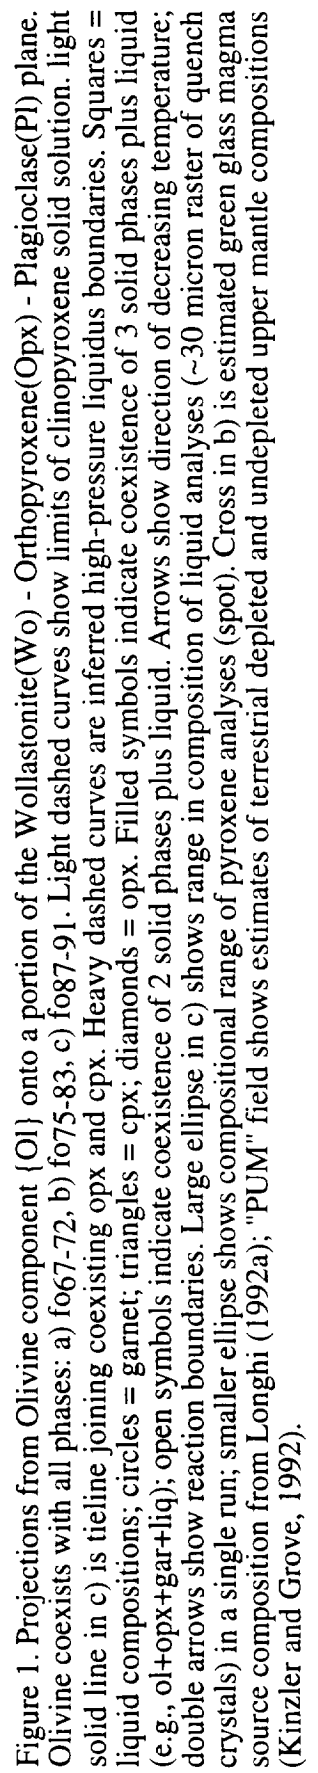 Figure 1. Projections from Olivine component {Ol} onto a portion of the Wollastonite(Wo) - Orthopyroxene(Opx) - Plagioclase(Pl) plane.
Olivine coexists with all phases: a) fo67-72, b) fo75-83, c) fo87-91. Light dashed curves show limits of clinopyroxene solid solution. light
solid line in c) is tieline joining coexisting opx and cpx. Heavy dashed curves are inferred high-pressure liquidus boundaries. Squares =
liquid compositions; circles = garnet; triangles = cpx; diamonds = opx. Filled symbols indicate coexistence of 3 solid phases plus liquid
(e.g., ol+opx+gar+liq); open symbols indicate coexistence of 2 solid phases plus liquid. Arrows show direction of decreasing temperature;
double arrows show reaction boundaries. Large ellipse in c) shows range in composition of liquid analyses (~30 micron raster of quench
crystals) in a single run; smaller ellipse shows compositional range of pyroxene analyses (spot). Cross in b) is estimated green glass magma
source composition from Longhi (1992a); "PUM" field shows estimates of terrestrial depleted and undepleted upper mantle compositions
(Kinzler and Grove, 1992).